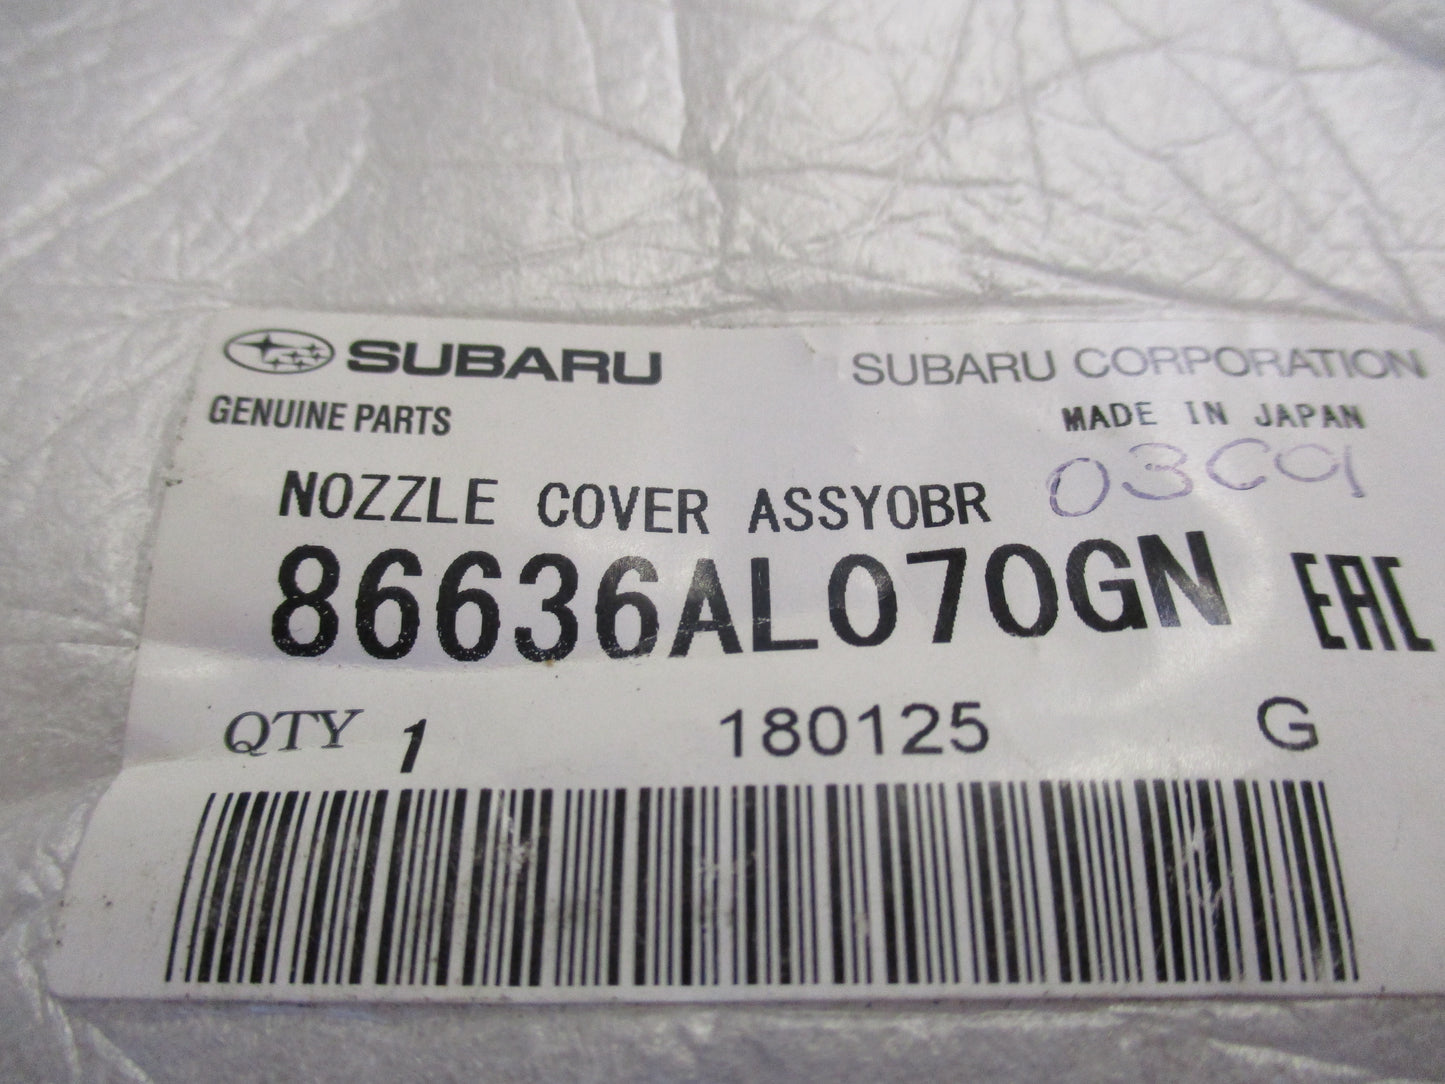 SUBARU SUBARU CORPORATION
GENUINE PARTS MADE IN JAPAN
03C01
NOZZLE COVER ASSYOBR
86636AL070GN EAC
QTY 1 180125 G